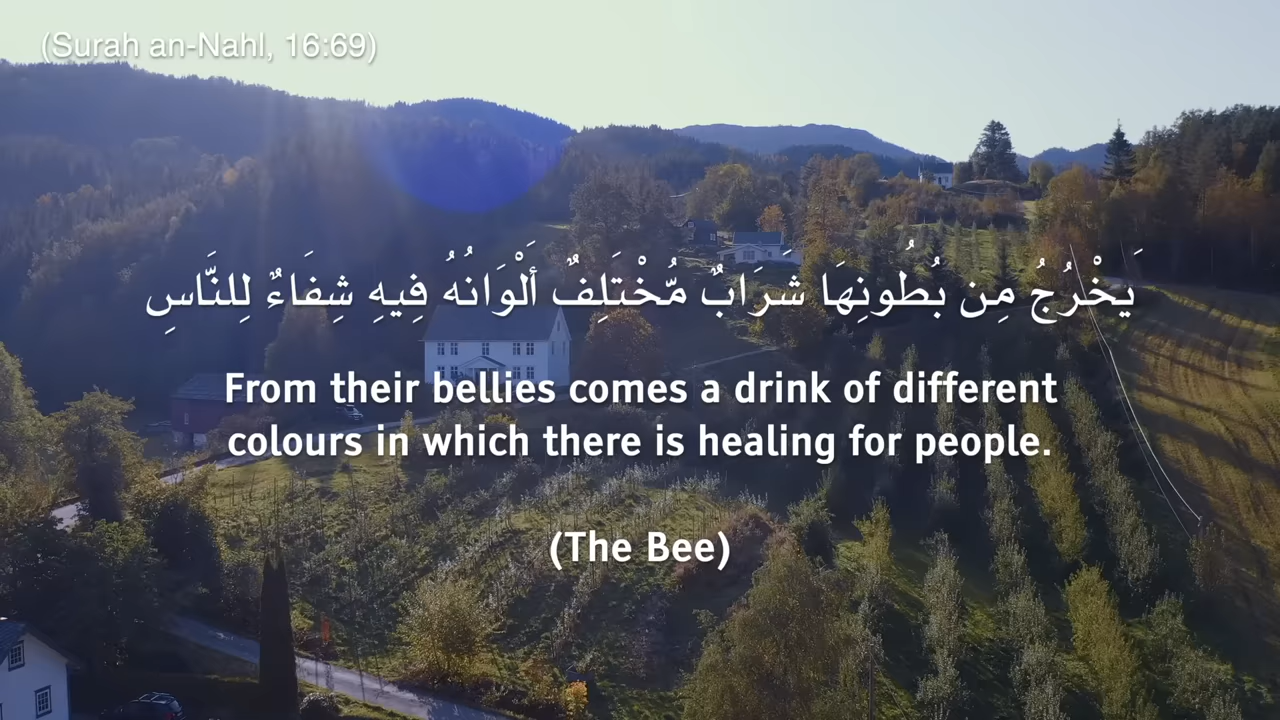 (Surah an-Nahl, 16:69)
يَخْرُجُ مِن بُطُونِهَا شَرَابٌ مُّخْتَلِفٌ أَلْوَانُهُ فِيهِ شِفَاءٌ لِلنَّاسِ
From their bellies comes a drink of different
colours in which there is healing for people.
(The Bee)